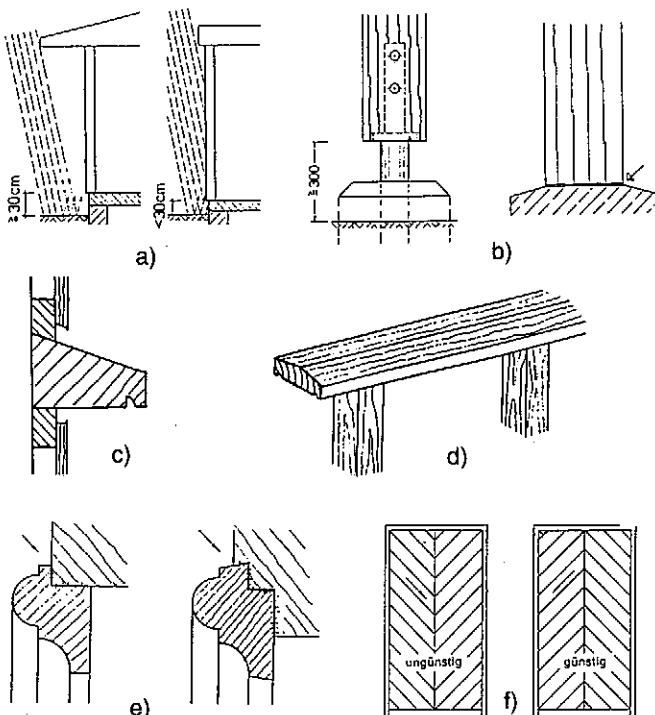 ≧30cm
<30cm
a)
≧300
b)
c)
d)
e)
ungünstig
günstig
f)